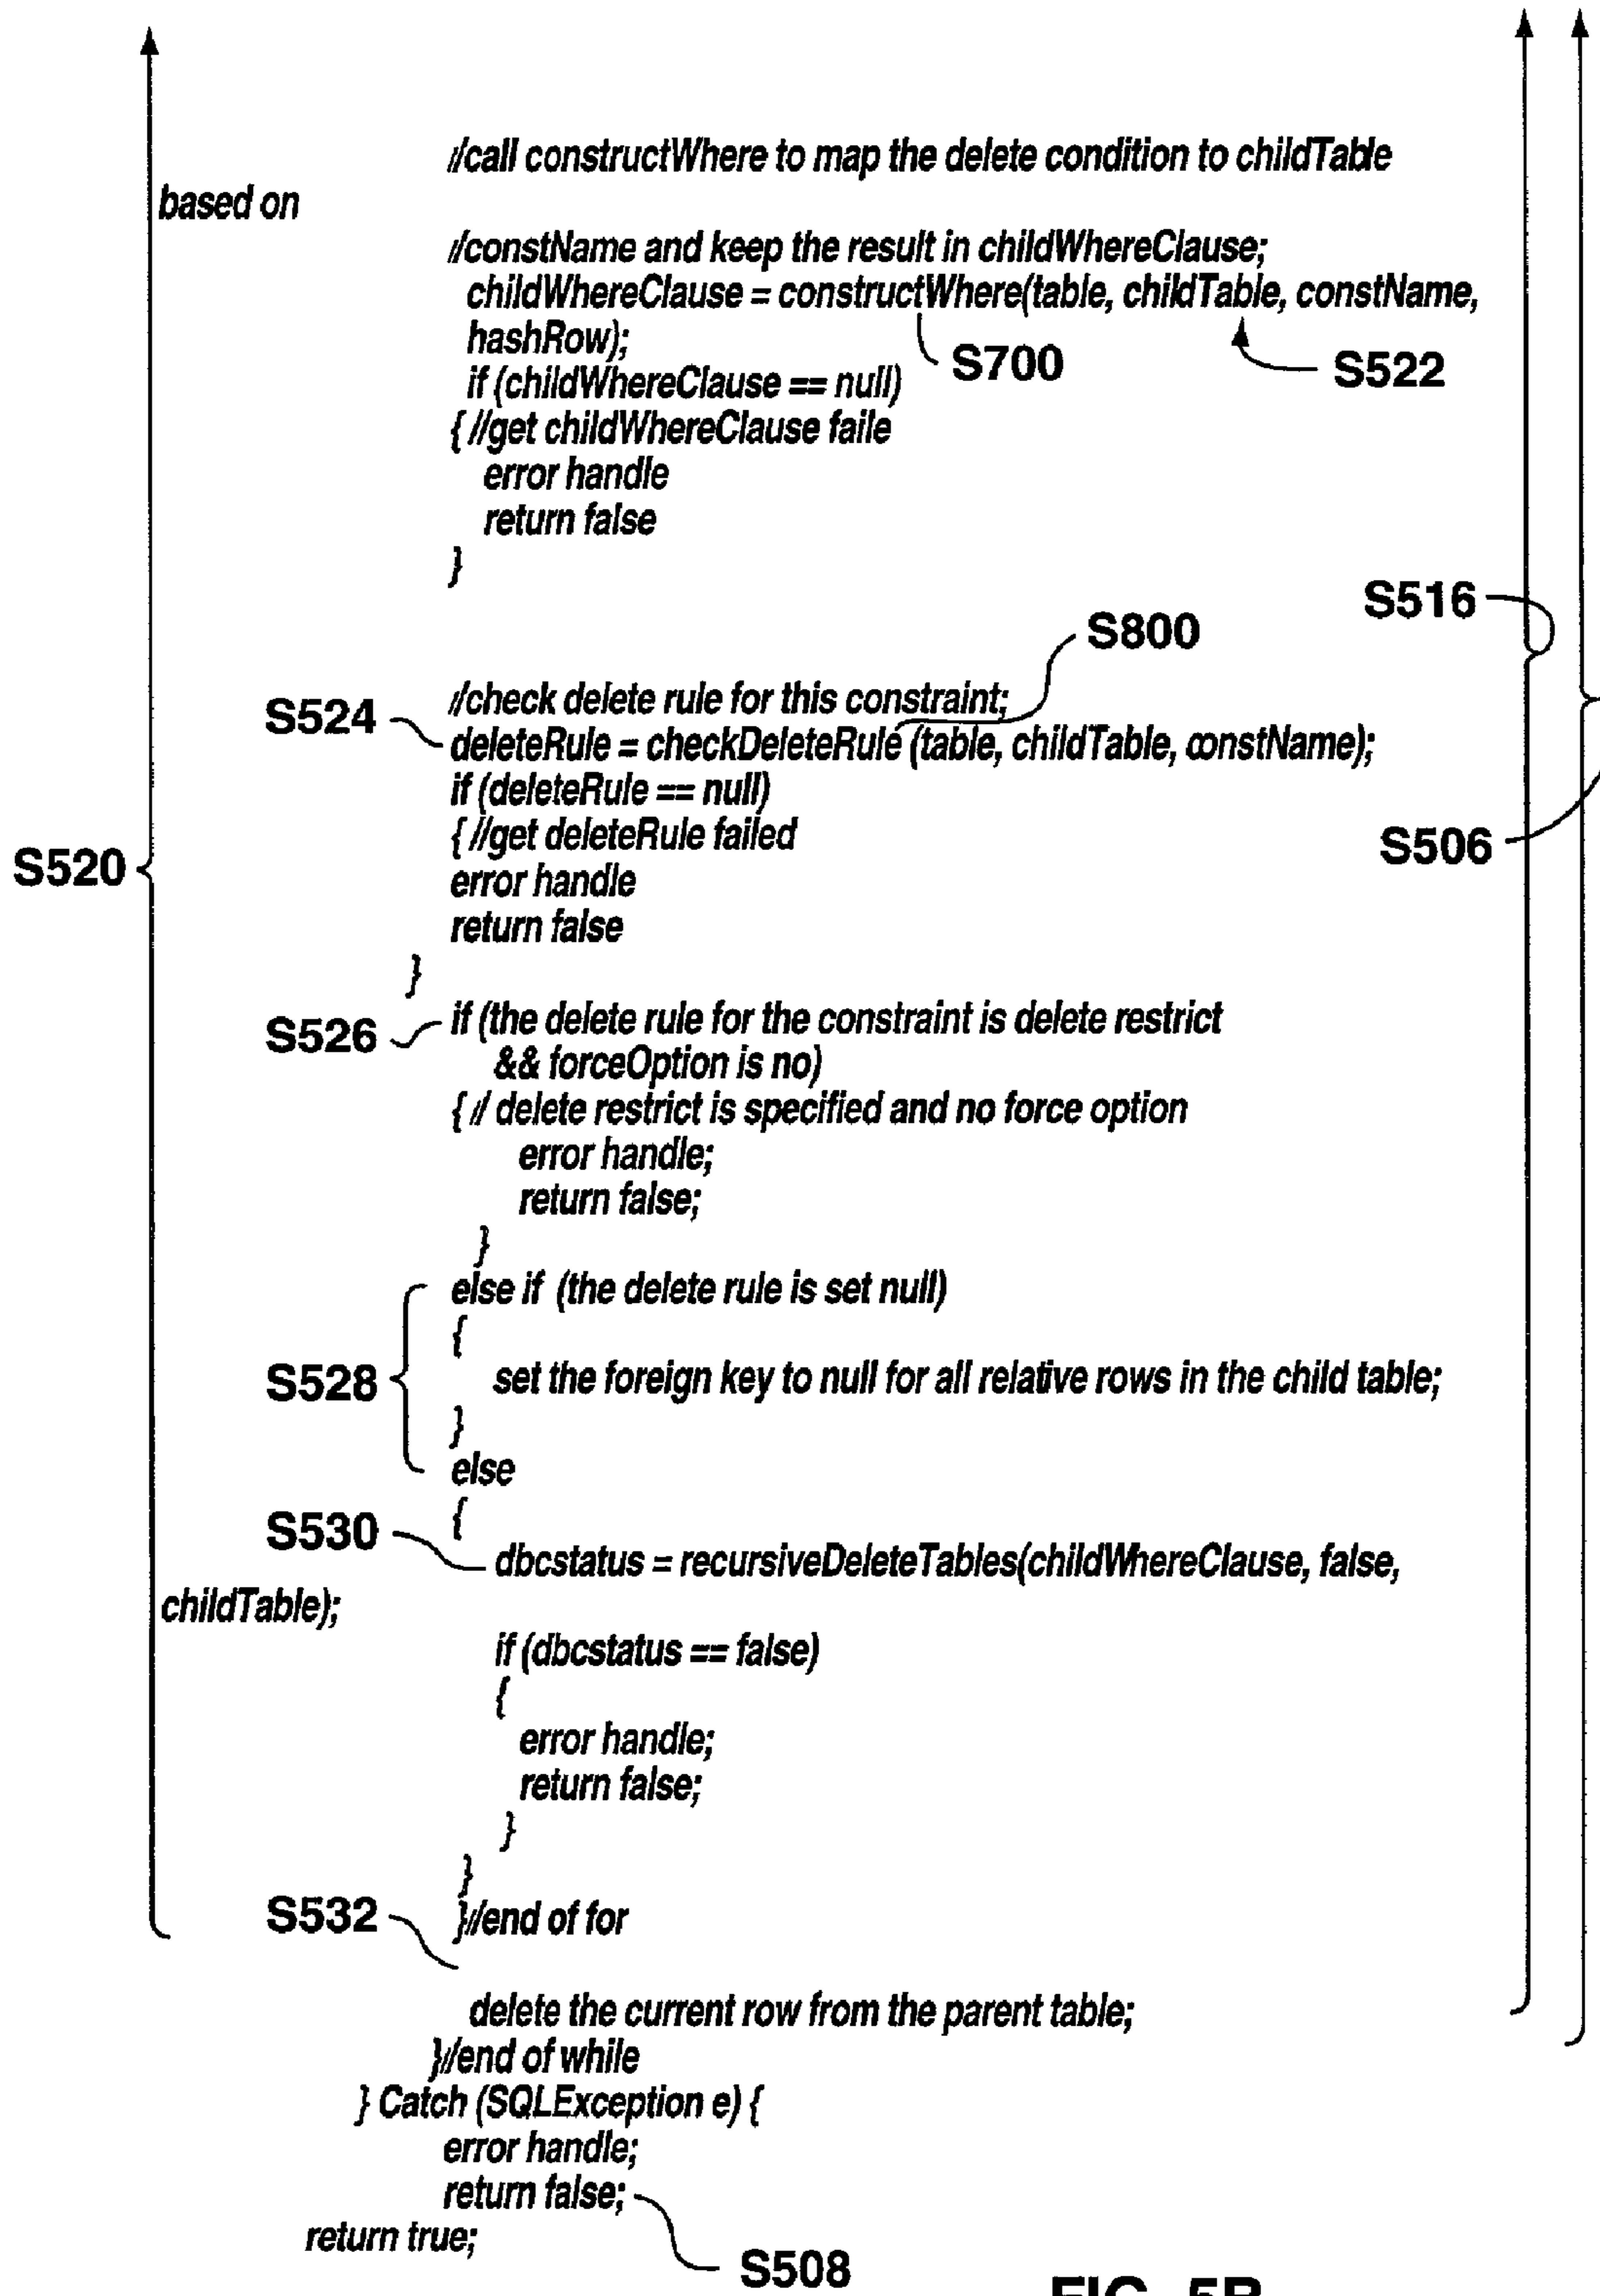 //call constructWhere to map the delete condition to childTable
based on
//constName and keep the result in childWhereClause;
childWhereClause = constructWhere(table, childTable, constName,
hashRow);
S700
S522
if (childWhereClause == null)
{ //get childWhereClause faile
error handle
return false
}
S516
S800
//check delete rule for this constraint;
S524
deleteRule = checkDeleteRule (table, childTable, constName);
if (deleteRule == null)
{ //get deleteRule failed
S506
S520
error handle
return false
}
S526
if (the delete rule for the constraint is delete restrict
&& forceOption is no)
{ // delete restrict is specified and no force option
error handle;
return false;
}
else if (the delete rule is set null)
{
S528
set the foreign key to null for all relative rows in the child table;
}
else
{
S530
dbcstatus = recursiveDeleteTables(childWhereClause, false,
childTable);
if (dbcstatus == false)
{
error handle;
return false;
}
}
S532
}//end of for
delete the current row from the parent table;
}//end of while
} Catch (SQLException e) {
error handle;
return false;
return true;
S508
FIG. 5B